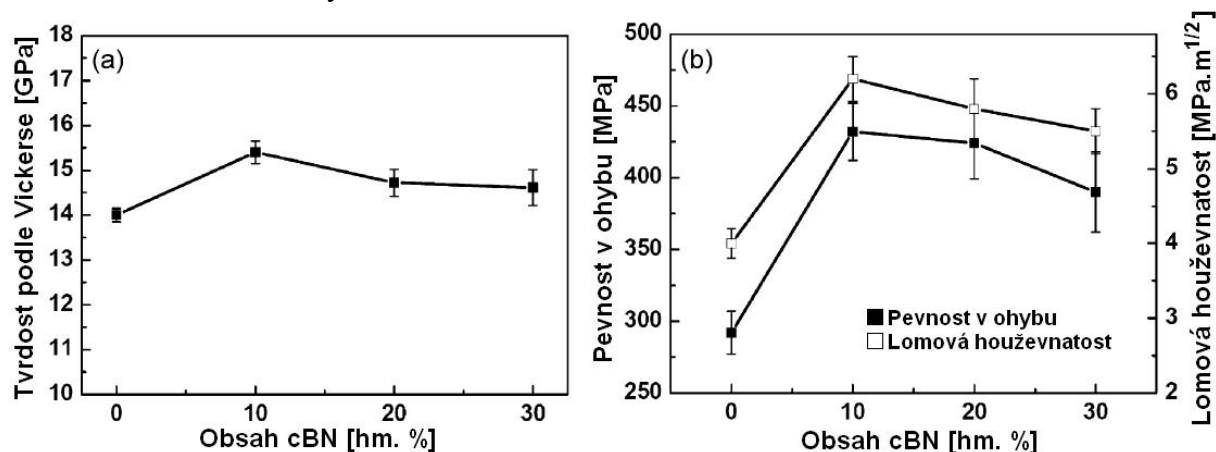 (a)
Tvrdost podle Vickerse [GPa]
18
17
16
15
14
13
12
11
10
0 10 20 30
Obsah cBN [hm. %]
(b)
Pevnost v ohybu [MPa]
500
450
400
350
300
250
0 10 20 30
Obsah cBN [hm. %]
Pevnost v ohybu
Lomová houževnatost
6
5
4
3
2
Lomová houževnatost [MPa.m1/2]